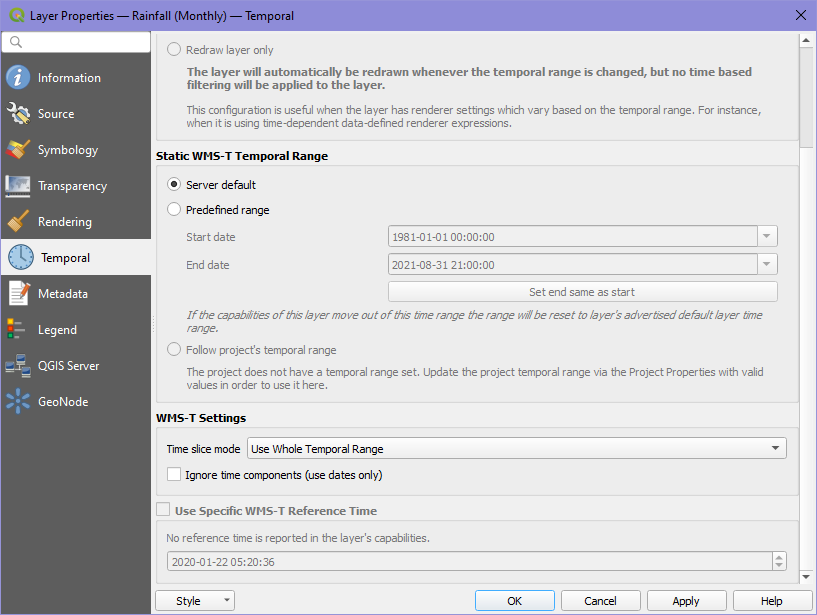 Layer Properties — Rainfall (Monthly) — Temporal
Information
Source
Symbology
Transparency
Rendering
Temporal
Metadata
Legend
QGIS Server
GeoNode
Redraw layer only
The layer will automatically be redrawn whenever the temporal range is changed, but no time based
filtering will be applied to the layer.
This configuration is useful when the layer has renderer settings which vary based on the temporal range. For instance,
when it is using time-dependent data-defined renderer expressions.
Static WMS-T Temporal Range
Server default
Predefined range
Start date 1981-01-01 00:00:00
End date 2021-08-31 21:00:00
Set end same as start
If the capabilities of this layer move out of this time range the range will be reset to layer's advertised default layer time
range.
Follow project's temporal range
The project does not have a temporal range set. Update the project temporal range via the Project Properties with valid
values in order to use it here.
WMS-T Settings
Time slice mode Use Whole Temporal Range
Ignore time components (use dates only)
Use Specific WMS-T Reference Time
No reference time is reported in the layer's capabilities.
2020-01-22 05:20:36
Style OK Cancel Apply Help